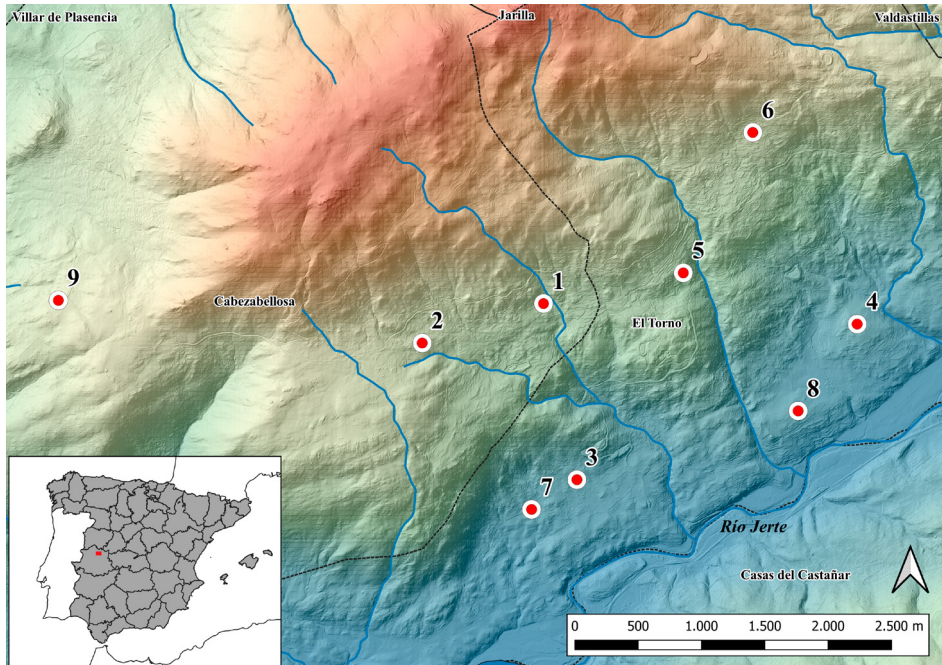 Villar de Plasencia
Jarilla
Valdastillas
6
5
9
1
Cabezabellosa
4
El Torno
2
8
3
7
Río Jerte
Casas del Castañar
0 500 1.000 1.500 2.000 2.500 m